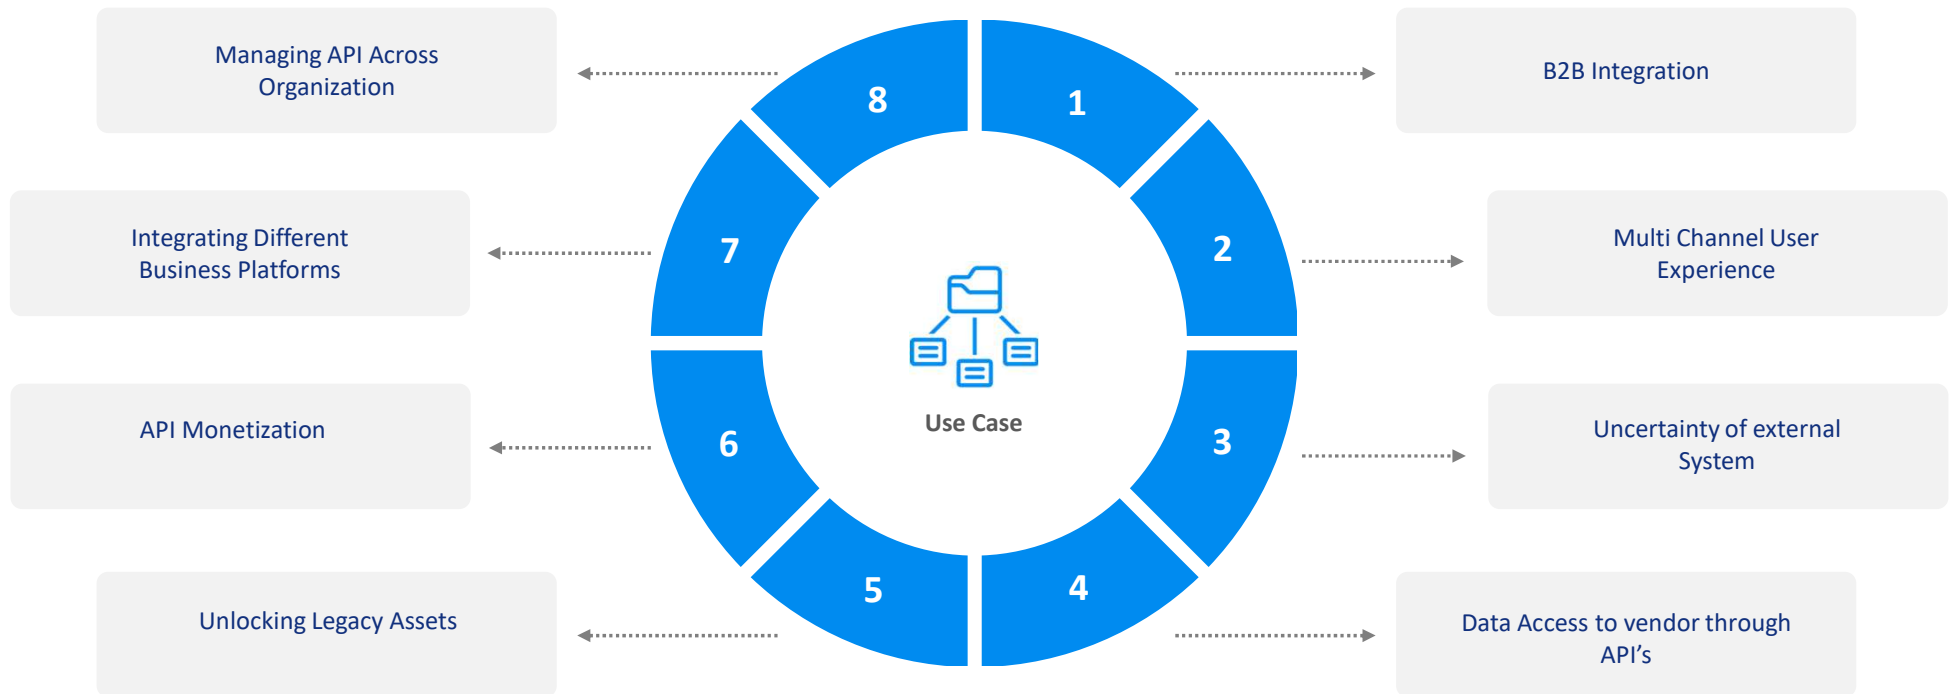 Managing API Across
Organization
8
1
B2B Integration
Integrating Different
Business Platforms
7
2
Multi Channel User
Experience
Use Case
API Monetization
6
3
Uncertainty of external
System
Unlocking Legacy Assets
5
4
Data Access to vendor through
API’s